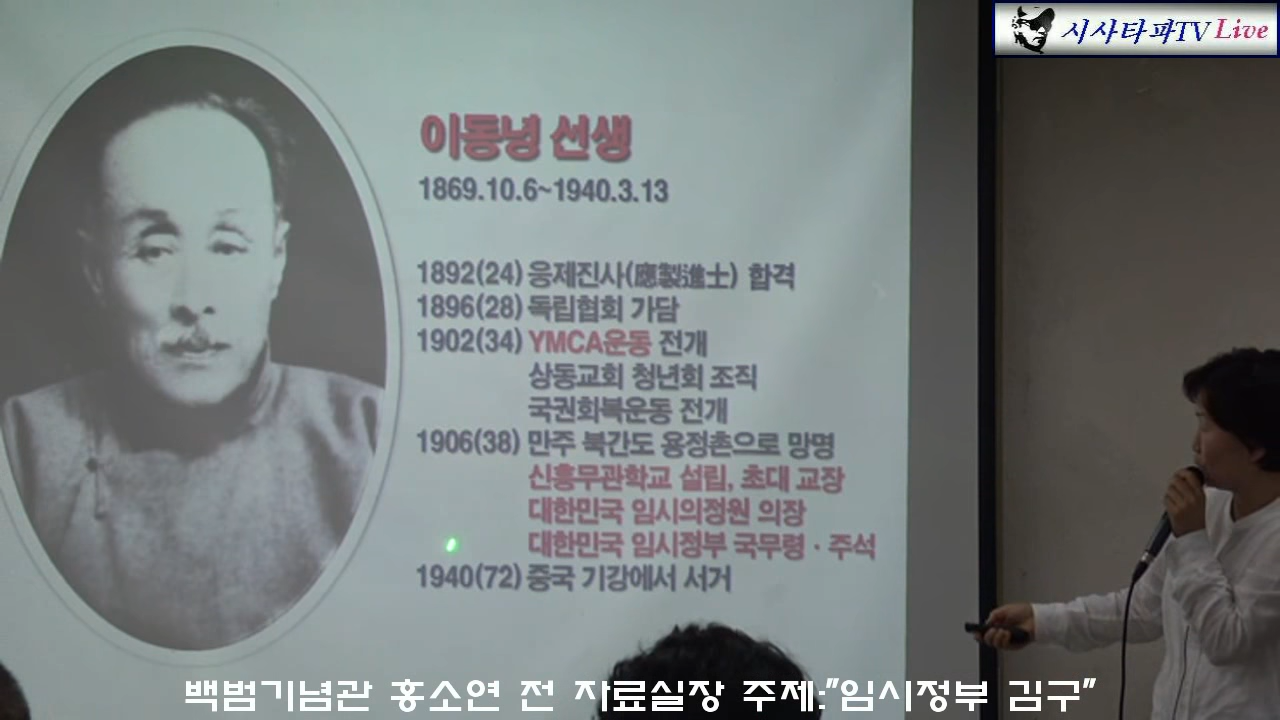 시사타파TV Live
이동녕 선생
1869.10.6~1940.3.13
1892(24) 응제진사(應製進士) 합격
1896(28) 독립협회 가담
1902(34) YMCA운동 전개
상동교회 청년회 조직
국권회복운동 전개
1906(38) 만주 북간도 용정촌으로 망명
신흥무관학교 설립, 초대 교장
대한민국 임시의정원 의장
대한민국 임시정부 국무령·주석
1940(72) 중국 기강에서 서거
백범기념관 홍소연 전 자료실장 주제:"임시정부 김구"